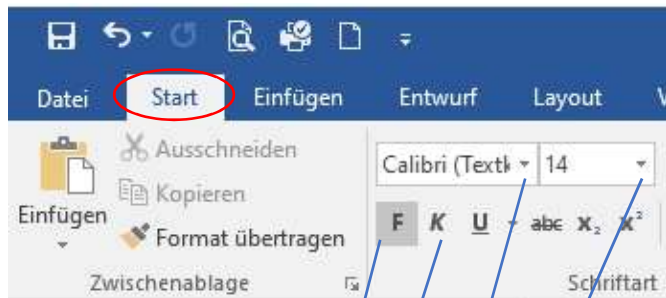 Datei Start Einfügen Entwurf Layout
Ausschneiden
Calibri (Textk 14
Kopieren
Einfügen
F K U abc X₂ X²
Format übertragen
Zwischenablage Schriftart